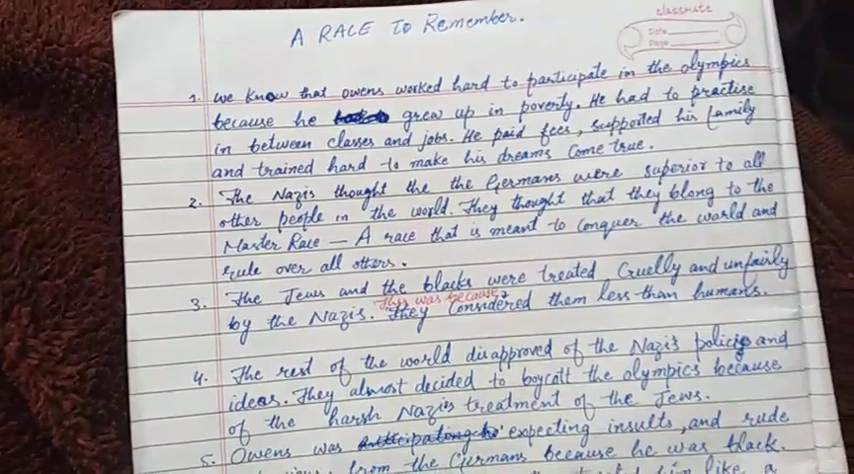 classmate
Date
Page
A RACE To Remember.
1. We know that owens worked hard to participate in the olympics
because he grew up in poverty. He had to practise
in between classes and jobs. He paid fees, supported his family
and trained hard to make his dreams come true.
2. The Nazis thought the the Germans were superior to all
other people in the world. They thought that they blong to the
Master Race — A race that is meant to conquer the world and
rule over all others.
3. The Jews and the blacks were treated cruelly and unfairly
This was because
by the Nazis. They considered them less than humans.
4. The rest of the world disapproved of the Nazis policies and
ideas. They almost decided to boycott the olympics because
of the harsh Nazis treatment of the Jews.
5. Owens was anticipating expecting insults, and rude
from the Germans because he was black.
him like